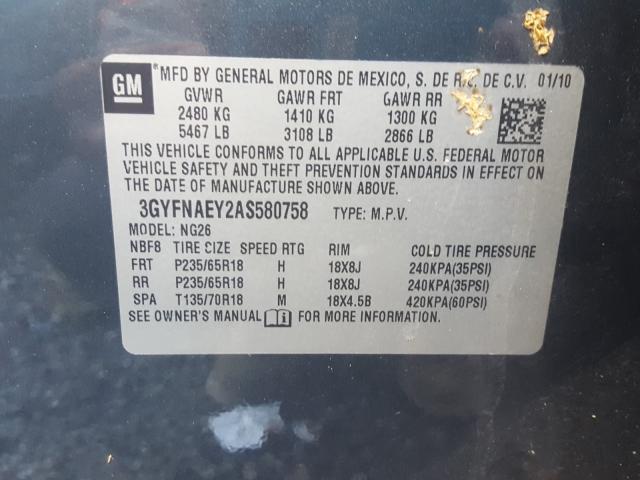 GM *MFD BY GENERAL MOTORS DE MEXICO, S. DE R.L. DE C.V. 01/10
GVWR GAWR FRT GAWR RR
2480 KG 1410 KG 1300 KG
5467 LB 3108 LB 2866 LB
THIS VEHICLE CONFORMS TO ALL APPLICABLE U.S. FEDERAL MOTOR
VEHICLE SAFETY AND THEFT PREVENTION STANDARDS IN EFFECT ON
THE DATE OF MANUFACTURE SHOWN ABOVE.
3GYFNAEY2AS580758 TYPE: M.P.V.
MODEL: NG26
NBF8 TIRE SIZE SPEED RTG RIM COLD TIRE PRESSURE
FRT P235/65R18 H 18X8J 240KPA(35PSI)
RR P235/65R18 H 18X8J 240KPA(35PSI)
SPA T135/70R18 M 18X4.5B 420KPA(60PSI)
SEE OWNER'S MANUAL FOR MORE INFORMATION.